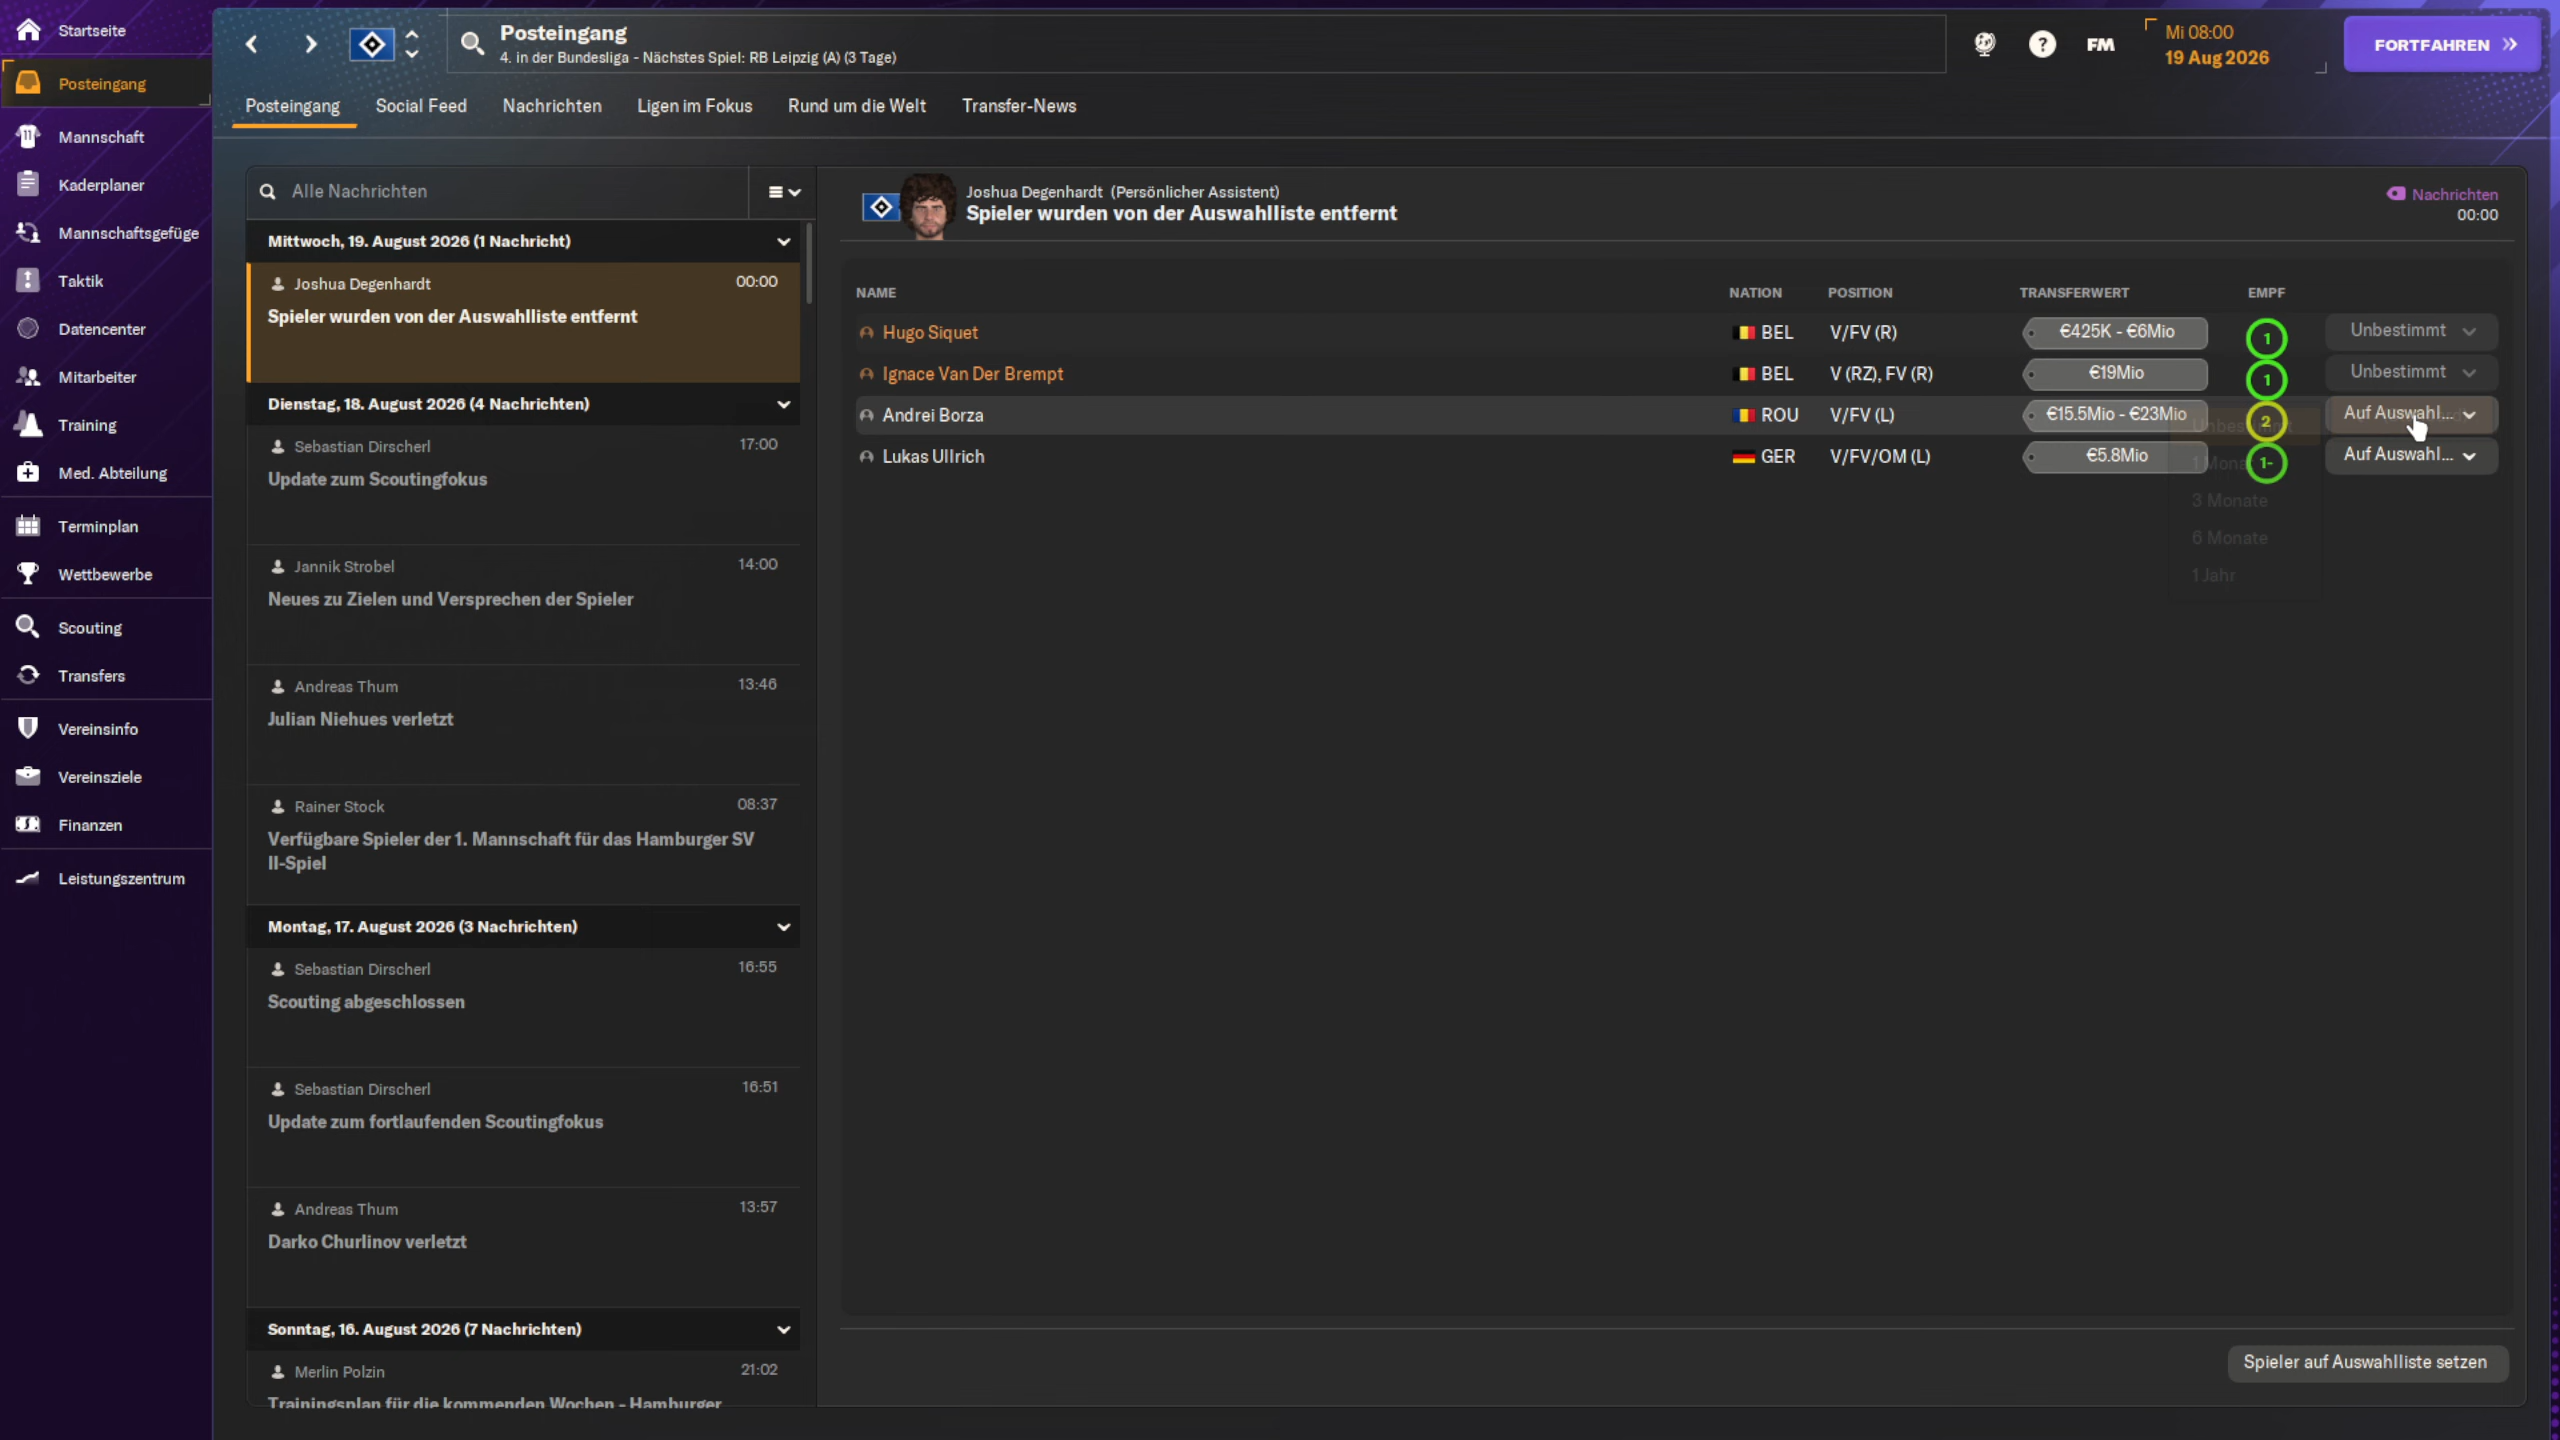 Startseite
Posteingang
Mannschaft
Kaderplaner
Mannschaftsgefüge
Taktik
Datencenter
Mitarbeiter
Training
Med. Abteilung
Terminplan
Wettbewerbe
Scouting
Transfers
Vereinsinfo
Vereinsziele
Finanzen
Leistungszentrum
Posteingang
4. in der Bundesliga - Nächstes Spiel: RB Leipzig (A) (3 Tage)
?
FM
Mi 08:00
19 Aug 2026
FORTFAHREN
Posteingang Social Feed Nachrichten Ligen im Fokus Rund um die Welt Transfer-News
Alle Nachrichten
Mittwoch, 19. August 2026 (1 Nachricht)
Joshua Degenhardt 00:00
Spieler wurden von der Auswahlliste entfernt
Dienstag, 18. August 2026 (4 Nachrichten)
Sebastian Dirscherl 17:00
Update zum Scoutingfokus
Jannik Strobel 14:00
Neues zu Zielen und Versprechen der Spieler
Andreas Thum 13:46
Julian Niehues verletzt
Rainer Stock 08:37
Verfügbare Spieler der 1. Mannschaft für das Hamburger SV
II-Spiel
Montag, 17. August 2026 (3 Nachrichten)
Sebastian Dirscherl 16:55
Scouting abgeschlossen
Sebastian Dirscherl 16:51
Update zum fortlaufenden Scoutingfokus
Andreas Thum 13:57
Darko Churlinov verletzt
Sonntag, 16. August 2026 (7 Nachrichten)
Merlin Polzin 21:02
Trainingsplan für die kommenden Wochen - Hamburger
Joshua Degenhardt (Persönlicher Assistent)
Spieler wurden von der Auswahlliste entfernt
Nachrichten
00:00
NAME NATION POSITION TRANSFERWERT EMPF
Hugo Siquet BEL V/FV (R) €425K - €6Mio 1 Unbestimmt
Ignace Van Der Brempt BEL V (RZ), FV (R) €19Mio 1 Unbestimmt
Andrei Borza ROU V/FV (L) €15.5Mio - €23Mio 2 Auf Auswahl...
Lukas Ullrich GER V/FV/OM (L) €5.8Mio 1- Auf Auswahl...
3 Monate
6 Monate
1 Jahr
Spieler auf Auswahlliste setzen